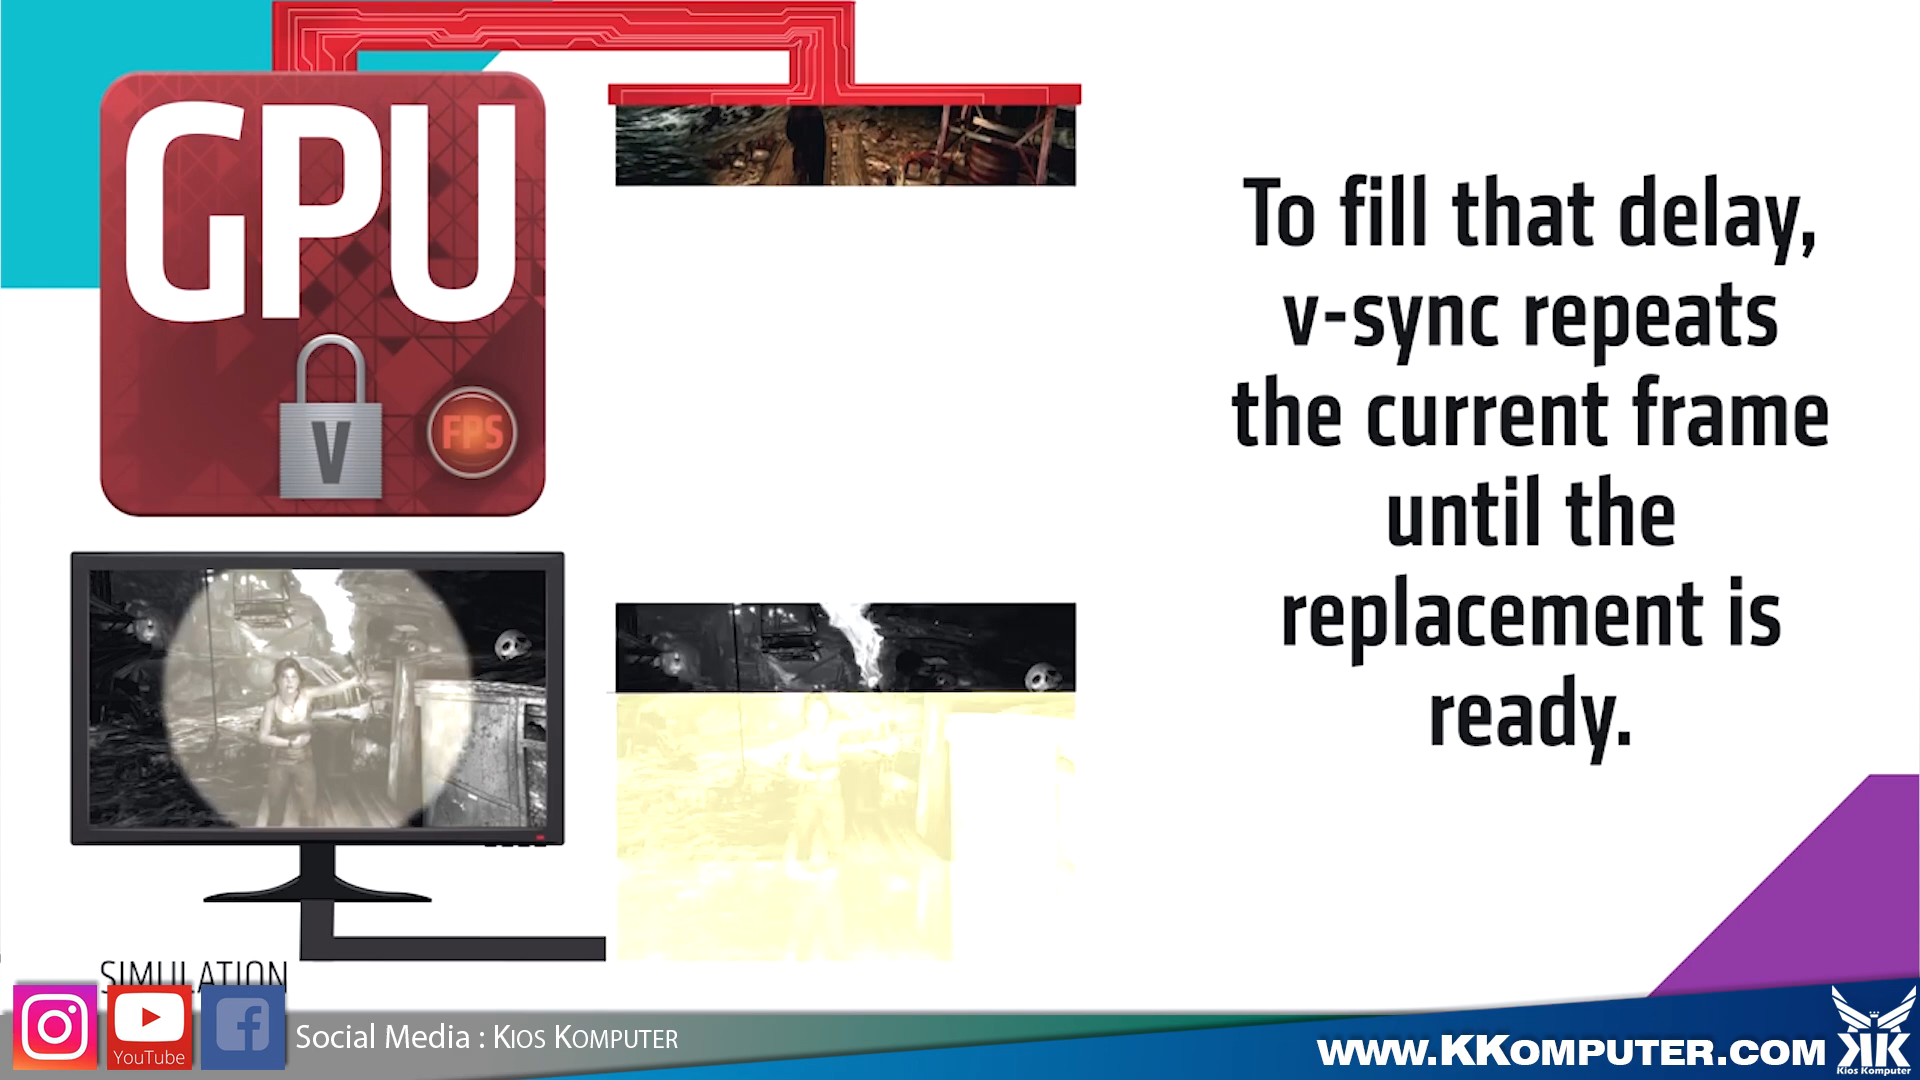 GPU
V
FPS
To fill that delay,
v-sync repeats
the current frame
until the
replacement is
ready.
SIMULATION
YouTube
Social Media : Kios Komputer
www.KKomputer.com
KK
Kios Komputer